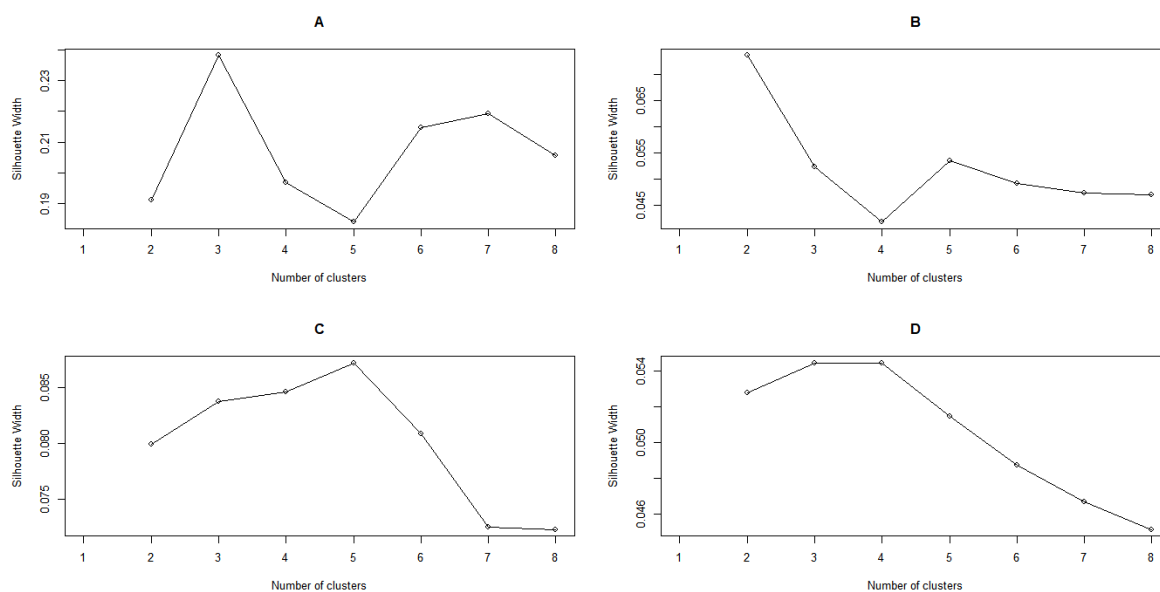 A
Silhouette Width
0.23
0.21
0.19
1 2 3 4 5 6 7 8
Number of clusters
B
Silhouette Width
0.065
0.055
0.045
1 2 3 4 5 6 7 8
Number of clusters
C
Silhouette Width
0.085
0.080
0.075
1 2 3 4 5 6 7 8
Number of clusters
D
Silhouette Width
0.054
0.050
0.046
1 2 3 4 5 6 7 8
Number of clusters